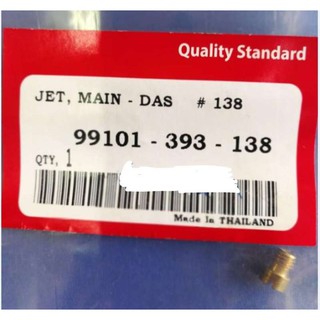 Quality Standard
JET, MAIN - DAS # 138
99101 - 393 - 138
QTY, 1
Made in THAILAND